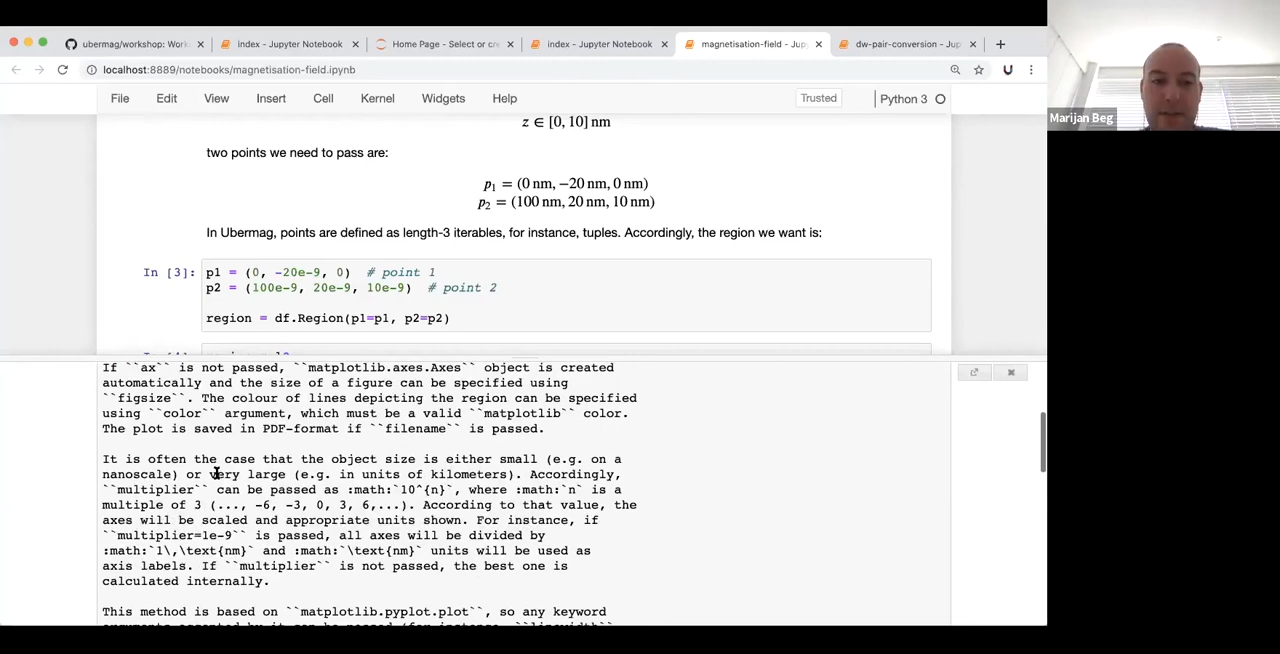 ubermag/workshop: Work
index - Jupyter Notebook
Home Page - Select or cre
index - Jupyter Notebook
magnetisation-field - Jup
dw-pair-conversion - Jup
localhost:8889/notebooks/magnetisation-field.ipynb
File Edit View Insert Cell Kernel Widgets Help
Trusted
Python 3
Marijan Beg
z ∈ [0, 10] nm
two points we need to pass are:
p1 = (0 nm, −20 nm, 0 nm)
p2 = (100 nm, 20 nm, 10 nm)
In Ubermag, points are defined as length-3 iterables, for instance, tuples. Accordingly, the region we want is:
In [3]: p1 = (0, -20e-9, 0)  # point 1
p2 = (100e-9, 20e-9, 10e-9)  # point 2
region = df.Region(p1=p1, p2=p2)
If ``ax`` is not passed, ``matplotlib.axes.Axes`` object is created
automatically and the size of a figure can be specified using
``figsize``. The colour of lines depicting the region can be specified
using ``color`` argument, which must be a valid ``matplotlib`` color.
The plot is saved in PDF-format if ``filename`` is passed.
It is often the case that the object size is either small (e.g. on a
nanoscale) or very large (e.g. in units of kilometers). Accordingly,
``multiplier`` can be passed as :math:`10^{n}`, where :math:`n` is a
multiple of 3 (..., -6, -3, 0, 3, 6,...). According to that value, the
axes will be scaled and appropriate units shown. For instance, if
``multiplier=1e-9`` is passed, all axes will be divided by
:math:`1\,\text{nm}` and :math:`\text{nm}` units will be used as
axis labels. If ``multiplier`` is not passed, the best one is
calculated internally.
This method is based on ``matplotlib.pyplot.plot``, so any keyword